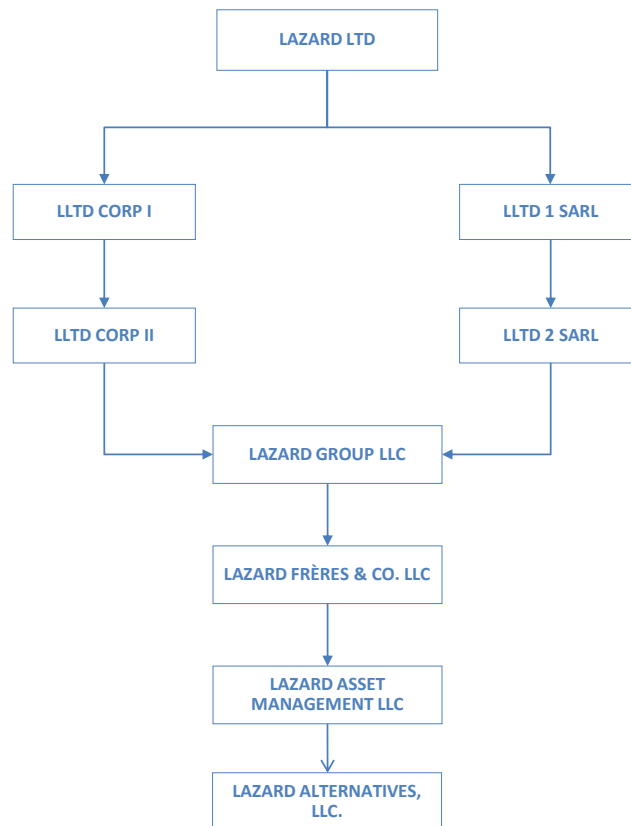 LAZARD LTD
LLTD CORP I
LLTD 1 SARL
LLTD CORP II
LLTD 2 SARL
LAZARD GROUP LLC
LAZARD FRÈRES & CO. LLC
LAZARD ASSET
MANAGEMENT LLC
LAZARD ALTERNATIVES,
LLC.